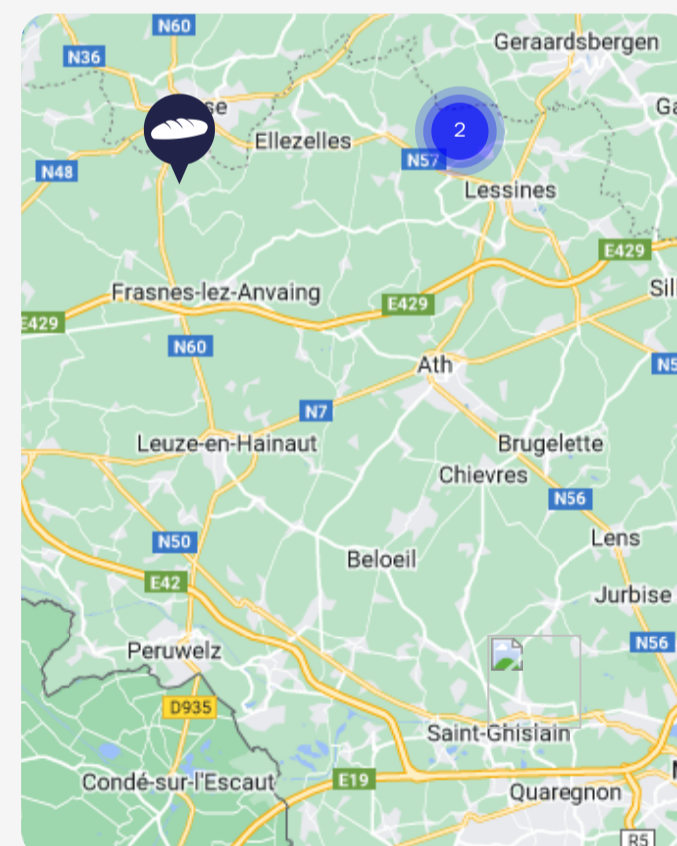 N60
Geraardsbergen
N36
Ellezelles
2
N57
N48
Lessines
E429
Frasnes-lez-Anvaing
E429
E429
N60
Ath
N7
Leuze-en-Hainaut
Brugelette
Chievres
N56
N50
Lens
Beloeil
E42
Jurbise
N56
Peruwelz
D935
Saint-Ghislain
Condé-sur-l'Escaut
E19
Quaregnon
R5